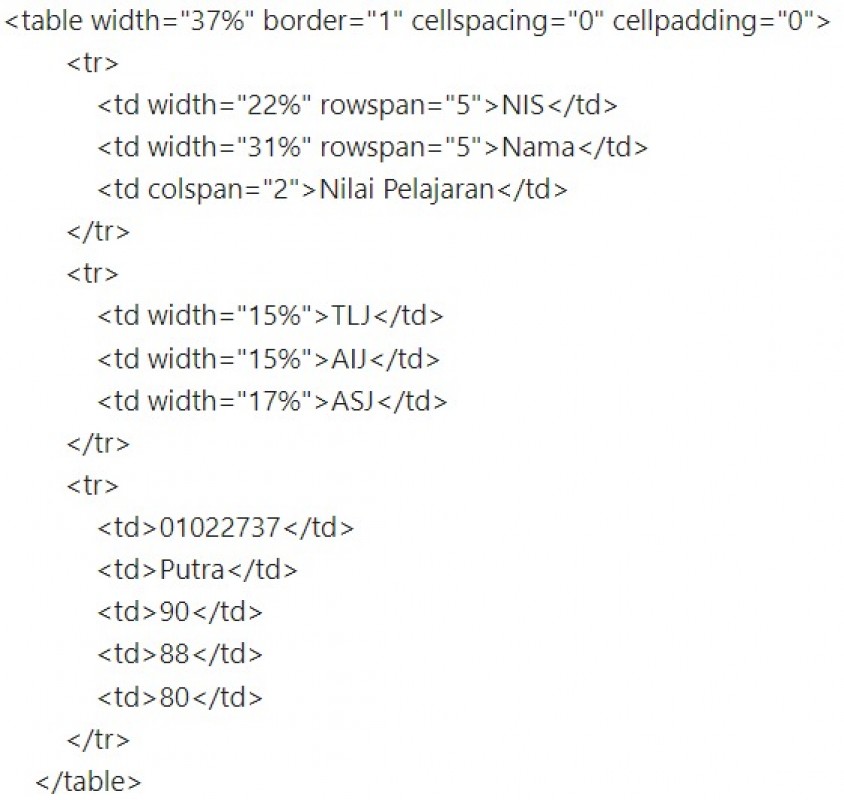 <table width="37%" border="1" cellspacing="0" cellpadding="0">
<tr>
<td width="22%" rowspan="5">NIS</td>
<td width="31%" rowspan="5">Nama</td>
<td colspan="2">Nilai Pelajaran</td>
</tr>
<tr>
<td width="15%">TLJ</td>
<td width="15%">AIJ</td>
<td width="17%">ASJ</td>
</tr>
<tr>
<td>01022737</td>
<td>Putra</td>
<td>90</td>
<td>88</td>
<td>80</td>
</tr>
</table>